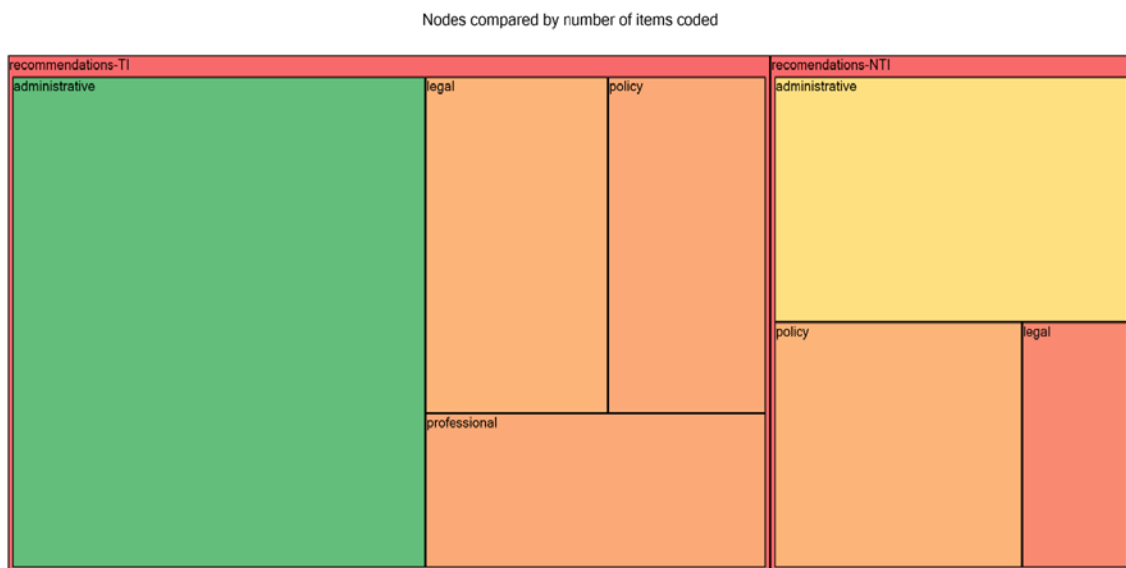 Nodes compared by number of items coded
recommendations-TI
recomendations-NTI
administrative
legal
policy
administrative
policy
legal
professional